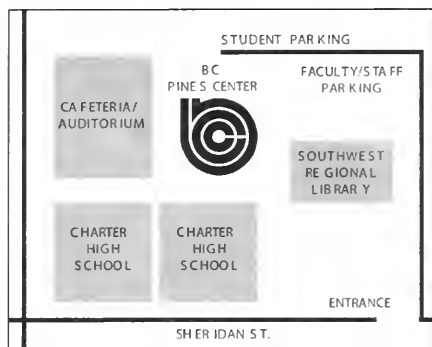 STUDENT PARKING
BC
PINES CENTER
FACULTY/STAFF
PARKING
CAFETERIA/
AUDITORIUM
SOUTHWEST
REGIONAL
LIBRARY
CHARTER
HIGH
SCHOOL
CHARTER
HIGH
SCHOOL
ENTRANCE
SHERIDAN ST.